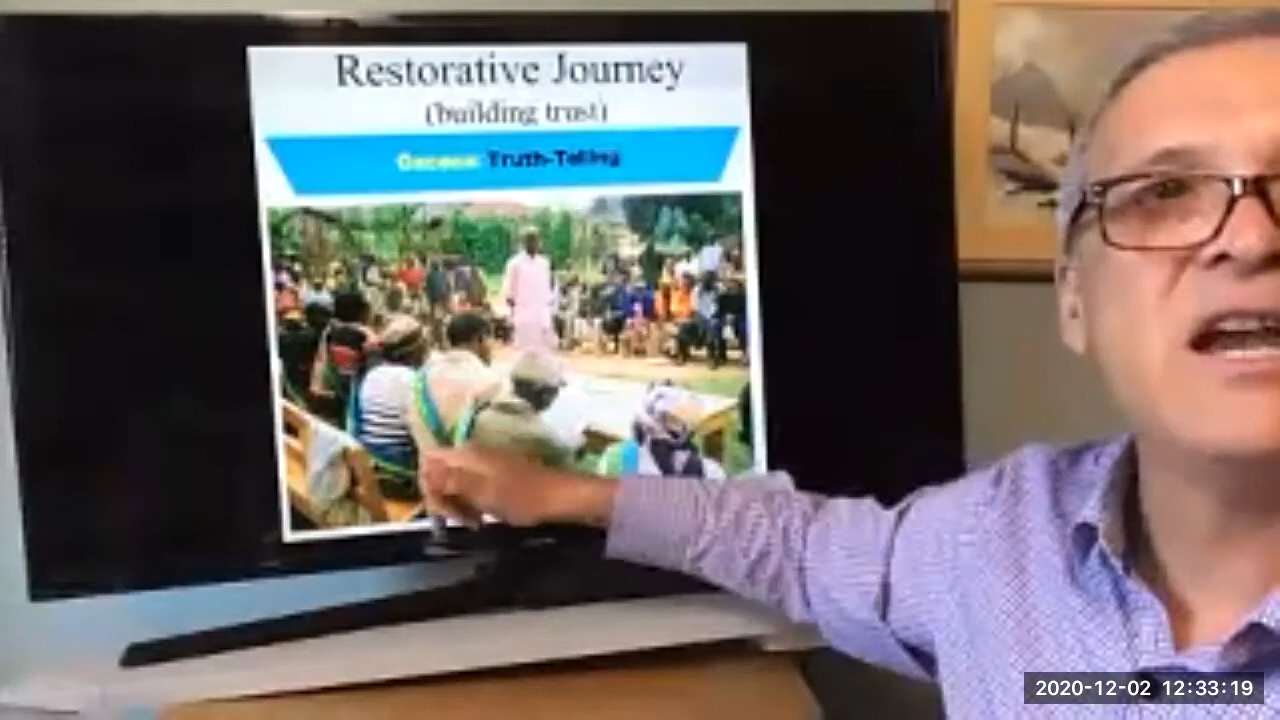 Restorative Journey
(building trust)
Gacaca: Truth-Telling
2020-12-02 12:33:19